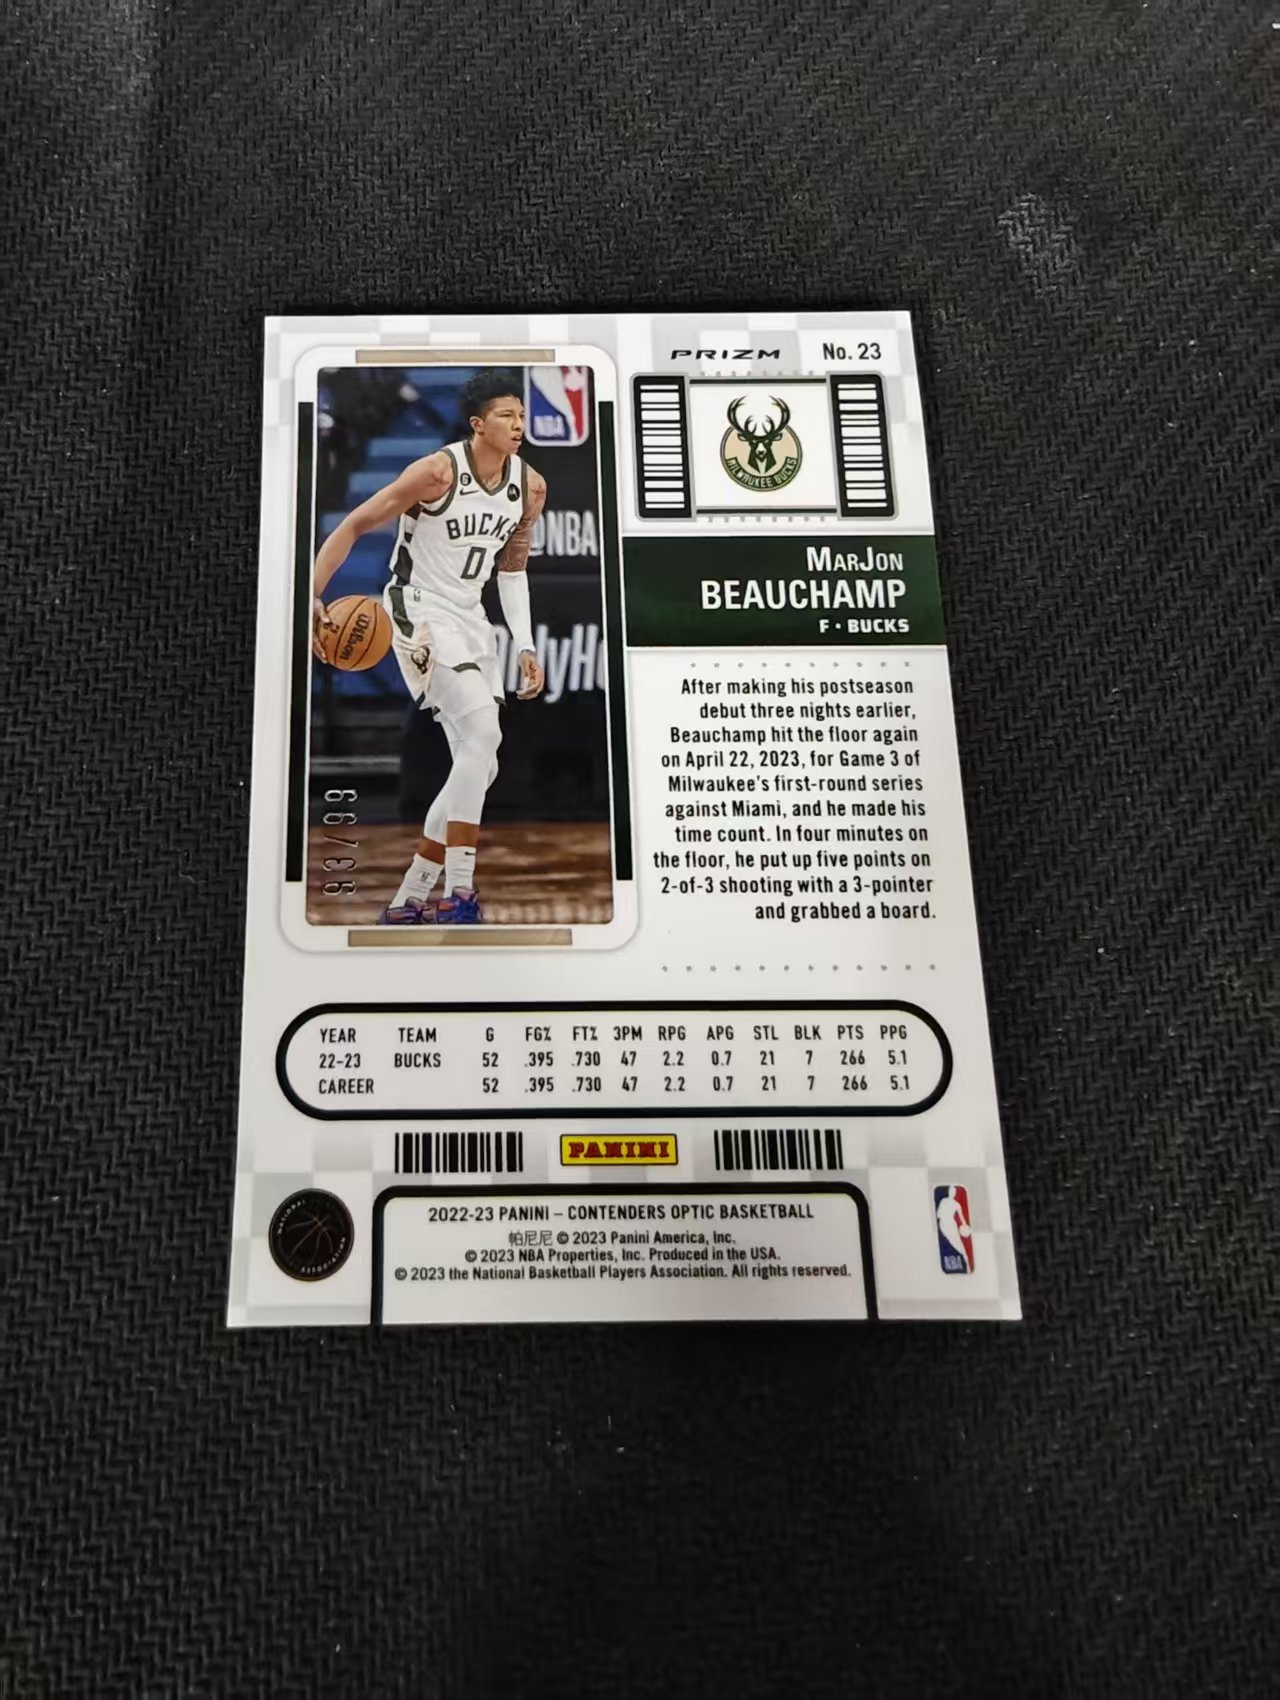 PRIZM No. 23
NBA
MILWAUKEE BUCKS
@NBA
BUCKS
0
6
Wilson
OnlyH
93/99
MARJON
BEAUCHAMP
F • BUCKS
After making his postseason
debut three nights earlier,
Beauchamp hit the floor again
on April 22, 2023, for Game 3 of
Milwaukee's first-round series
against Miami, and he made his
time count. In four minutes on
the floor, he put up five points on
2-of-3 shooting with a 3-pointer
and grabbed a board.
YEAR TEAM G FG% FT% 3PM RPG APG STL BLK PTS PPG
22-23 BUCKS 52 .395 .730 47 2.2 0.7 21 7 266 5.1
CAREER 52 .395 .730 47 2.2 0.7 21 7 266 5.1
PANINI
2022-23 PANINI – CONTENDERS OPTIC BASKETBALL
帕尼尼 © 2023 Panini America, Inc.
© 2023 NBA Properties, Inc. Produced in the USA.
© 2023 the National Basketball Players Association. All rights reserved.
NBA